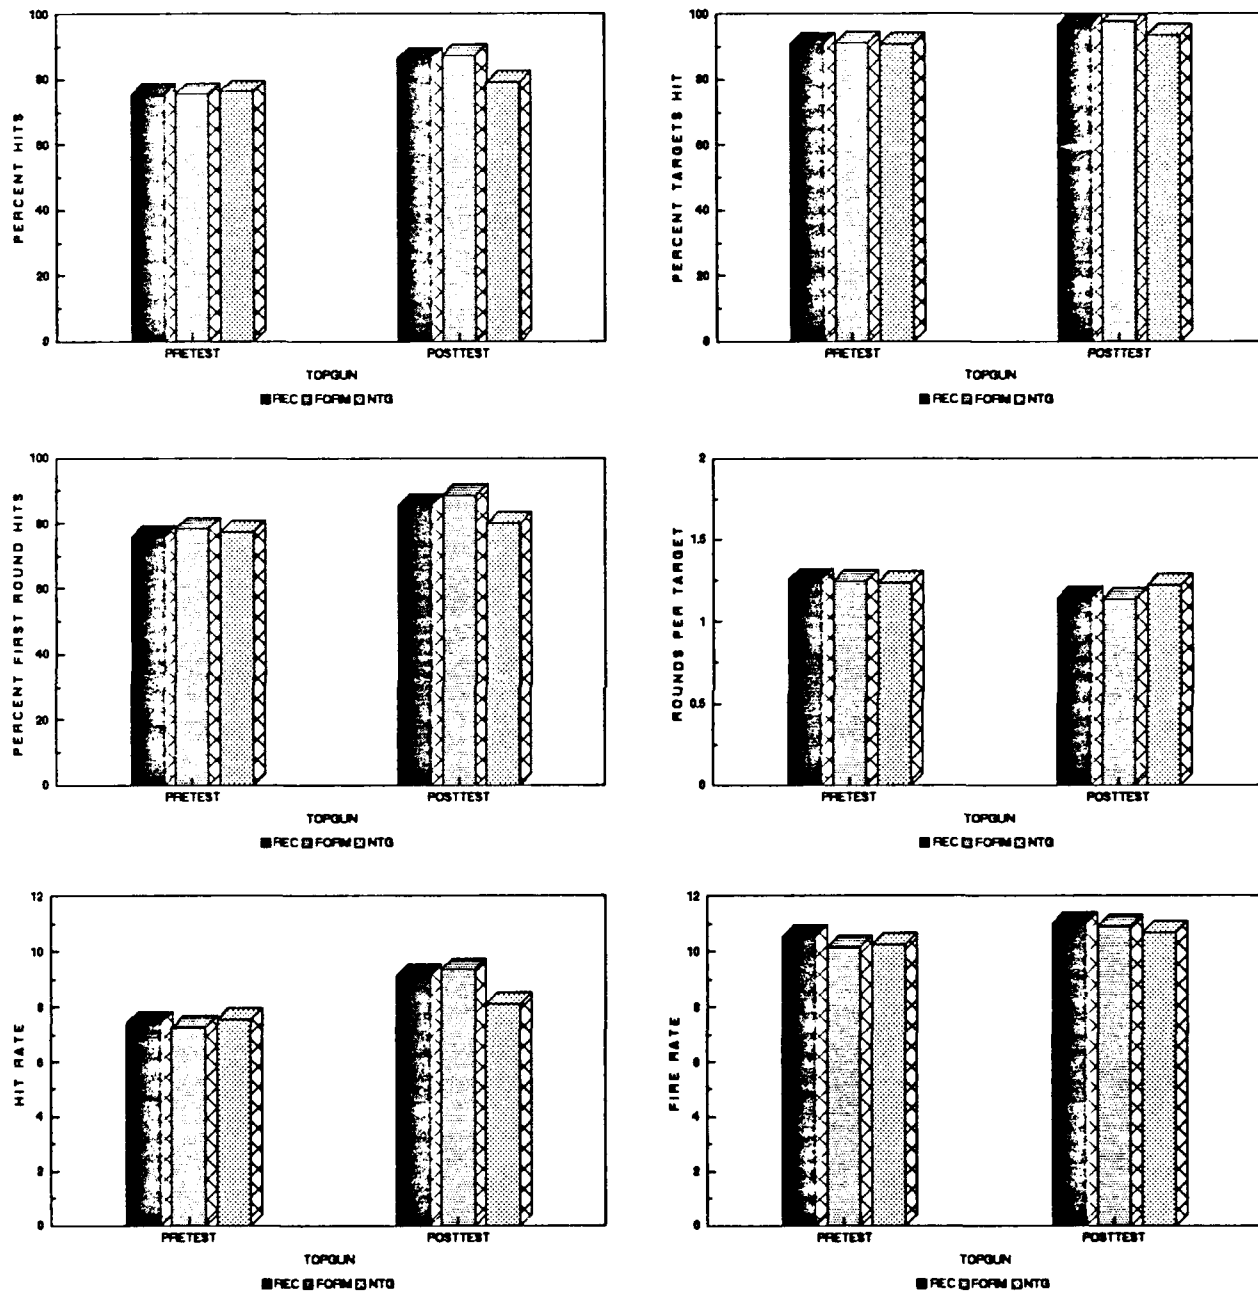 PERCENT HITS
100
80
60
40
20
0
PRETEST POSTTEST
TOPGUN
REC FORM NTG
PERCENT TARGETS HIT
100
80
60
40
20
0
PRETEST POSTTEST
TOPGUN
REC FORM NTG
PERCENT FIRST ROUND HITS
100
80
60
40
20
0
PRETEST POSTTEST
TOPGUN
REC FORM NTG
ROUNDS PER TARGET
2
1.5
1
0.5
0
PRETEST POSTTEST
TOPGUN
REC FORM NTG
HIT RATE
12
10
8
6
4
2
0
PRETEST POSTTEST
TOPGUN
REC FORM NTG
FIRE RATE
12
10
8
6
4
2
0
PRETEST POSTTEST
TOPGUN
REC FORM NTG